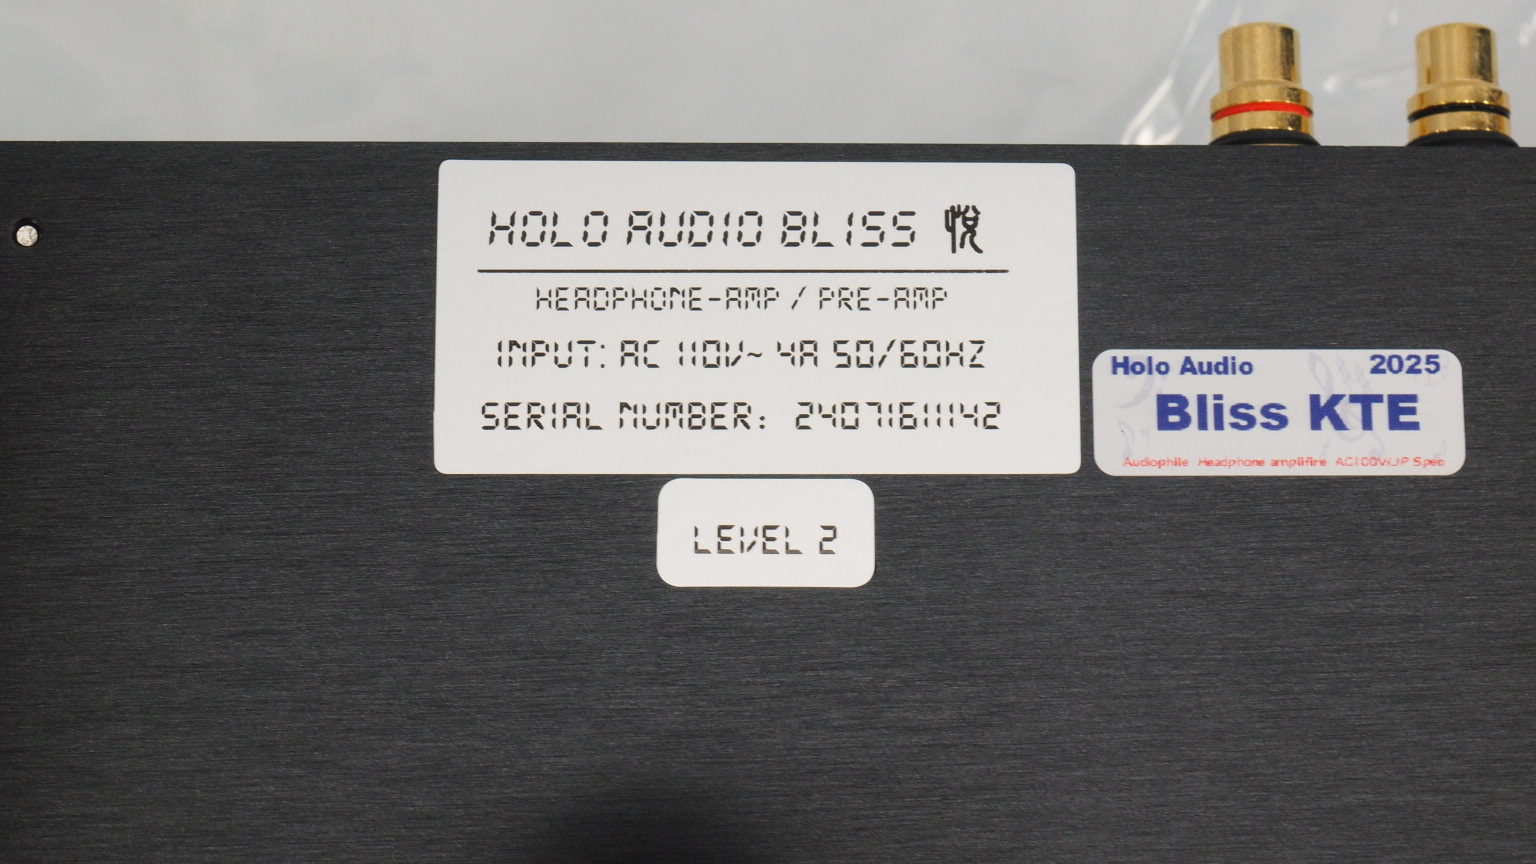 HOLO AUDIO BLISS 悦
HEADPHONE-AMP / PRE-AMP
INPUT: AC 110V~ 4A 50/60HZ
SERIAL NUMBER: 24071611142
LEVEL 2
Holo Audio 2025
Bliss KTE
Audiophile Headphone amplifire AC100V/JP Spec